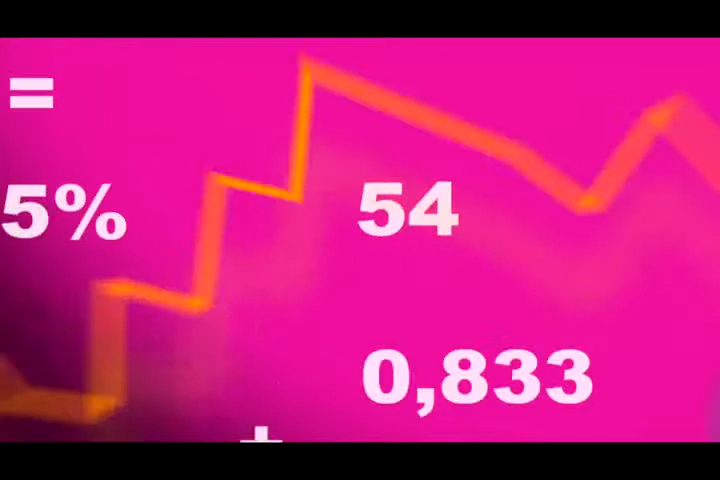 =
5% 54
0,833
+